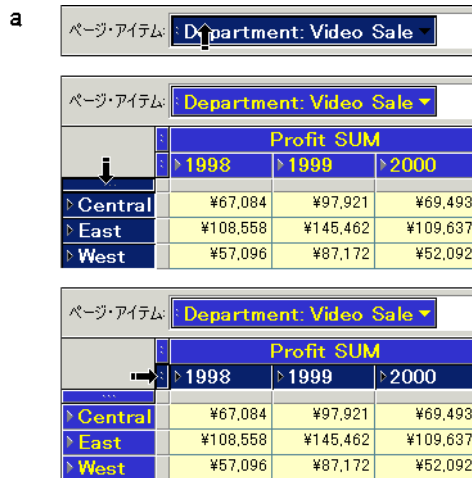 a
ページ・アイテム: Department: Video Sale
ページ・アイテム: Department: Video Sale
Profit SUM
1998 1999 2000
Central ¥67,084 ¥97,921 ¥69,493
East ¥108,558 ¥145,462 ¥109,637
West ¥57,096 ¥87,172 ¥52,092
ページ・アイテム: Department: Video Sale
Profit SUM
1998 1999 2000
Central ¥67,084 ¥97,921 ¥69,493
East ¥108,558 ¥145,462 ¥109,637
West ¥57,096 ¥87,172 ¥52,092